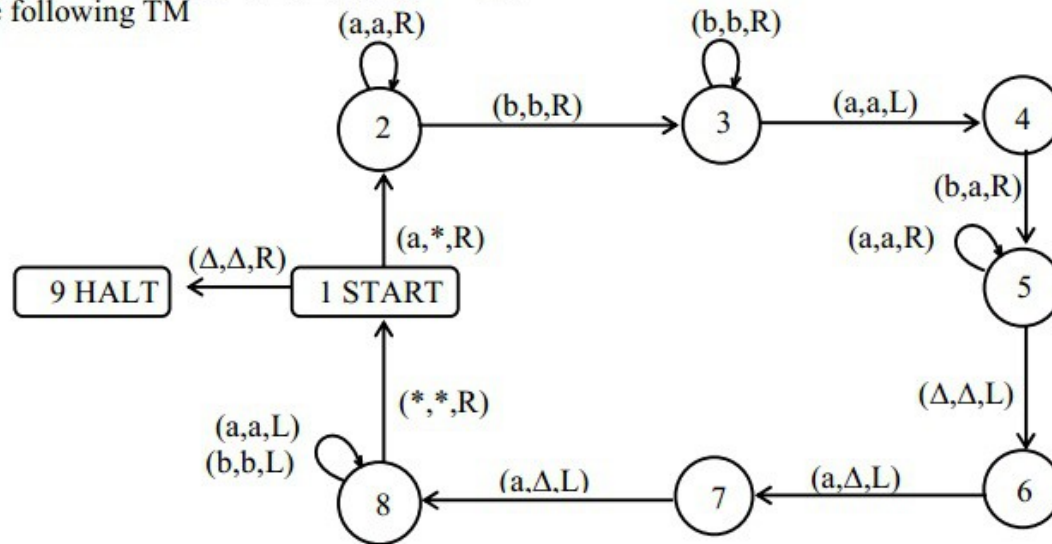 following TM
(a,a,R)
(b,b,R)
2
(b,b,R)
3
(a,a,L)
4
(b,a,R)
(a,*,R)
(a,a,R)
(Δ,Δ,R)
9 HALT
1 START
5
(*,*,R)
(Δ,Δ,L)
(a,a,L)
(b,b,L)
8
(a,Δ,L)
7
(a,Δ,L)
6